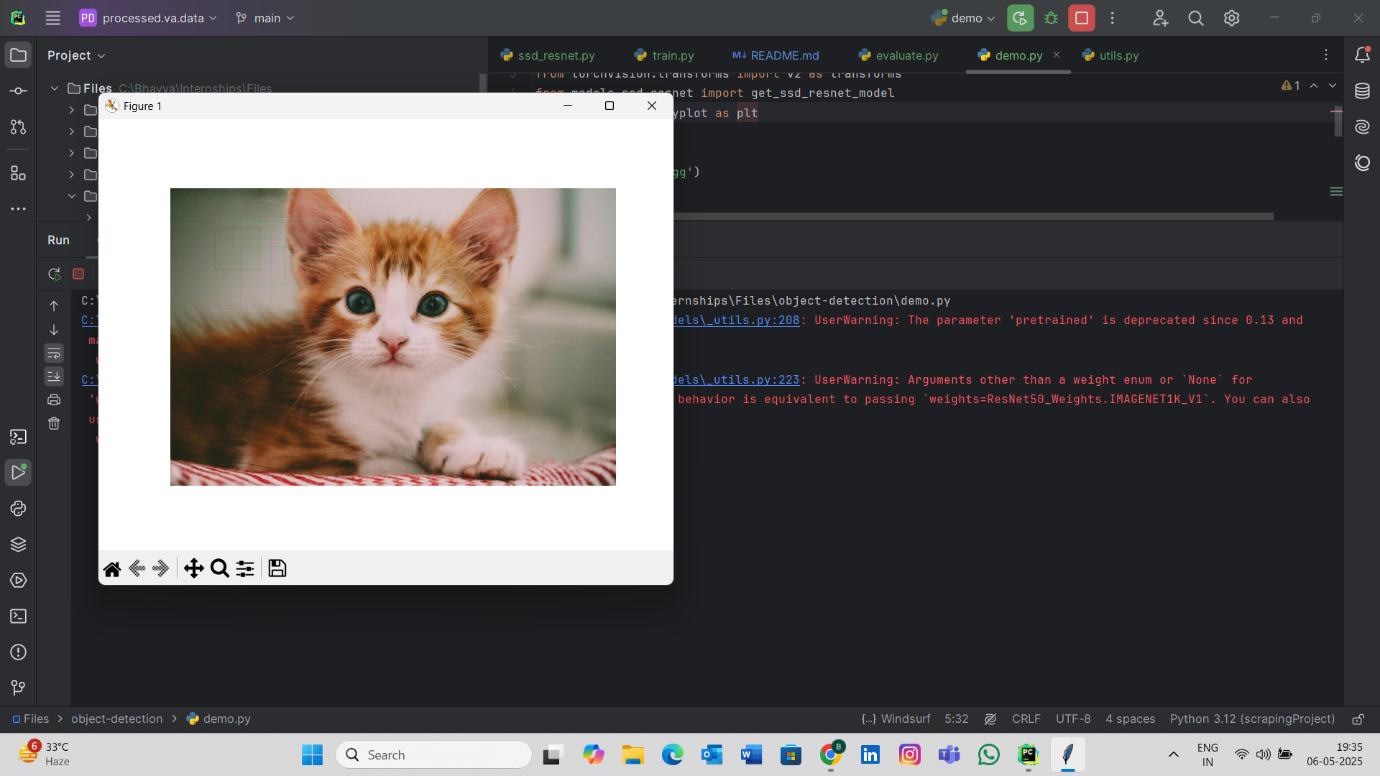 PD processed.va.data main demo
Project
ssd_resnet.py train.py README.md evaluate.py demo.py utils.py
Files C:\Bhavya\Internships\Files
from torchvision.transforms import v2 as transforms
import get_ssd_resnet_model
1
Figure 1
yplot as plt
gg')
Run
C:\
ernships\Files\object-detection\demo.py
C:
dels\_utils.py:208: UserWarning: The parameter 'pretrained' is deprecated since 0.13 and
ma
C:
dels\_utils.py:223: UserWarning: Arguments other than a weight enum or `None` for
behavior is equivalent to passing `weights=ResNet50_Weights.IMAGENET1K_V1`. You can also
us
Files > object-detection > demo.py
{...} Windsurf 5:32 CRLF UTF-8 4 spaces Python 3.12 (scrapingProject)
6
33°C
Haze
Search
B
ENG
IN
19:35
06-05-2025